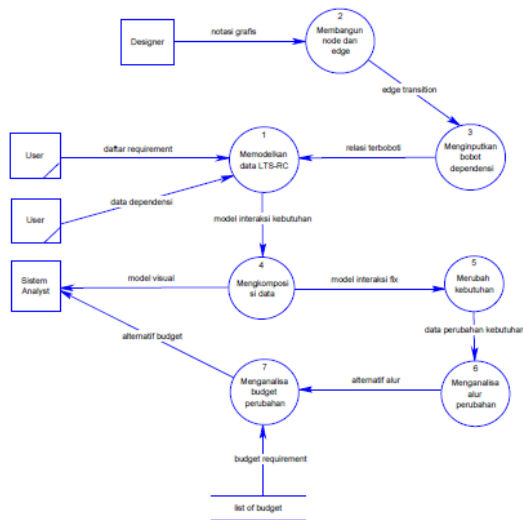 2
notasi grafis
Designer
Membangun
node dan
edge
edge transition
1
3
daftar requirement
relasi terboboti
User
Memodelkan
data LTS-RC
Menginputkan
bobot
dependensi
data dependensi
User
model interaksi kebutuhan
4
5
model visual
model interaksi fix
Sistem
Analyst
Mengkomposi
si data
Merubah
kebutuhan
data perubahan kebutuhan
alternatif budget
7
6
alternatif alur
Menganalisa
budget
perubahan
Menganalisa
alur
perubahan
budget requirement
list of budget